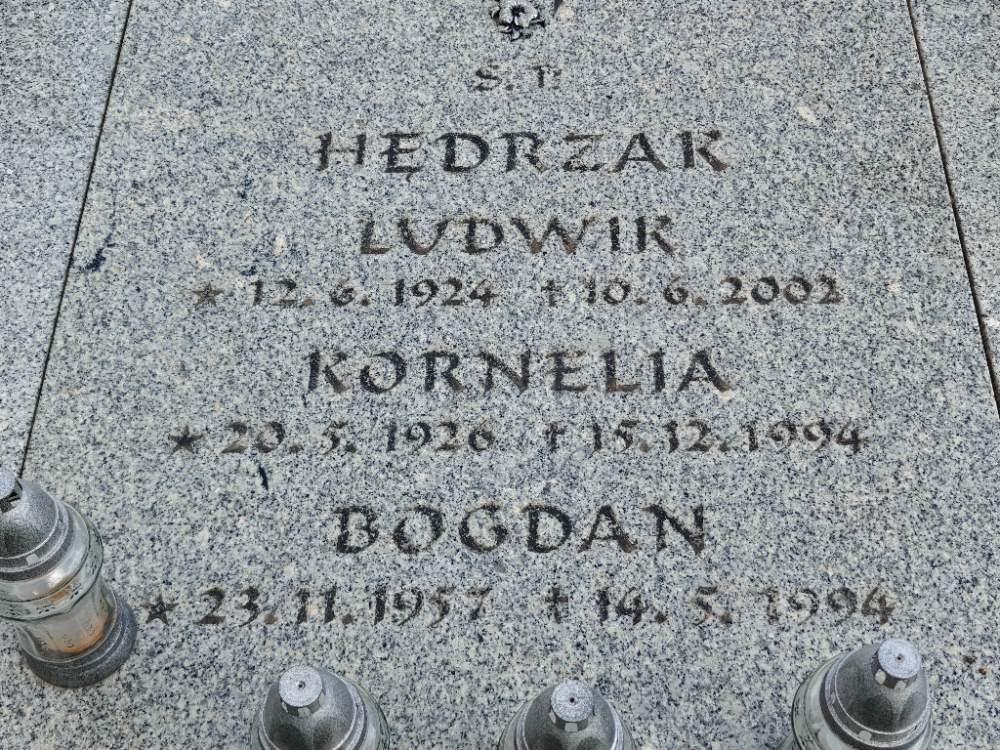 Ś. P.
HĘDRZAK
LUDWIK
★ 12. 6. 1924 ✝ 10. 6. 2002
KORNELIA
★ 20. 5. 1926 ✝ 15. 12. 1994
BOGDAN
★ 23. 11. 1957 ✝ 14. 5. 1994